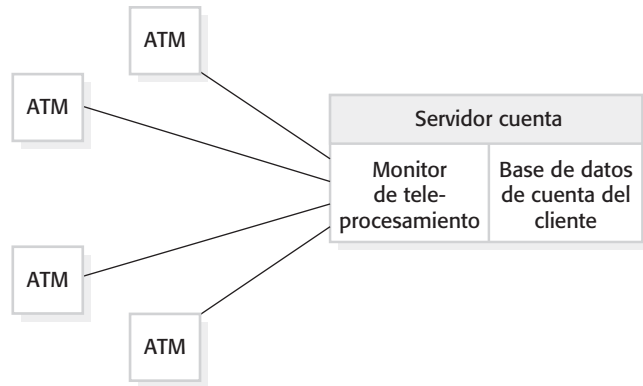 ATM
ATM
Servidor cuenta
Monitor
de tele-
procesamiento
Base de datos
de cuenta del
cliente
ATM
ATM